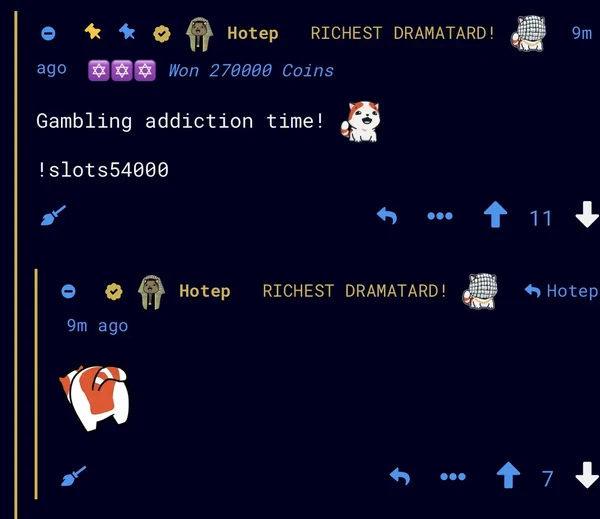 Hotep RICHEST DRAMATARD! 9m
ago ✡️✡️✡️ Won 270000 Coins
Gambling addiction time!
!slots54000
11
Hotep RICHEST DRAMATARD! Hotep
9m ago
7